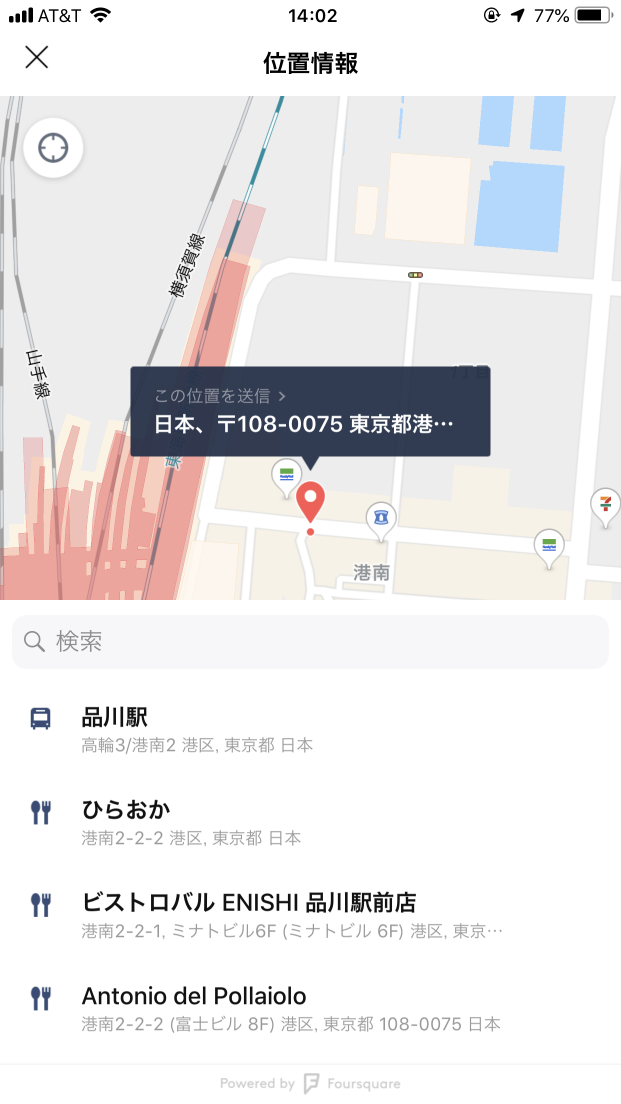 AT&T 14:02 77%
位置情報
横須賀線
山手線
この位置を送信 >
日本、〒108-0075 東京都港…
港南
検索
品川駅
高輪3/港南2 港区, 東京都 日本
ひらおか
港南2-2-2 港区, 東京都 日本
ビストロバル ENISHI 品川駅前店
港南2-2-1, ミナトビル6F (ミナトビル 6F) 港区, 東京…
Antonio del Pollaiolo
港南2-2-2 (富士ビル 8F) 港区, 東京都 108-0075 日本
Powered by Foursquare